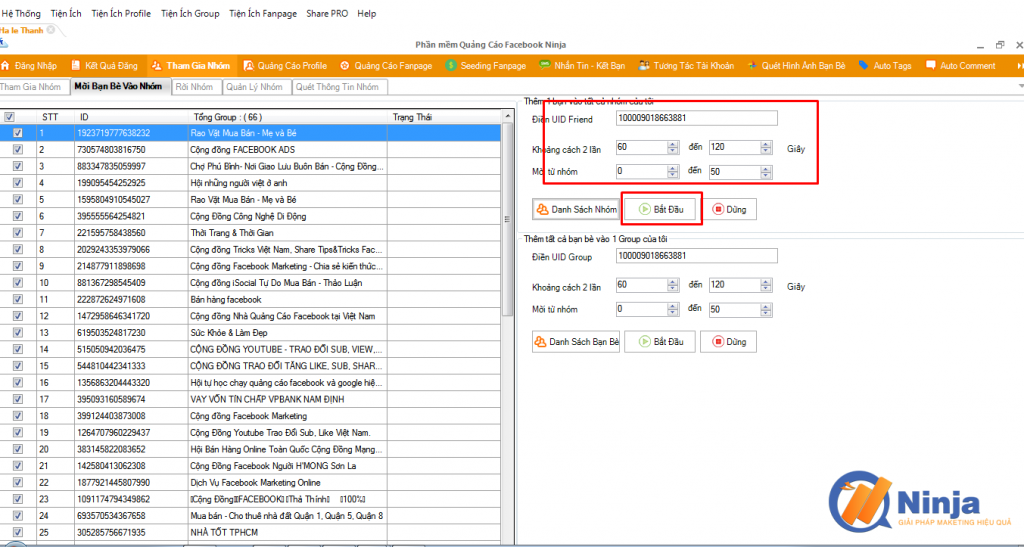 Hệ Thống Tiện Ích Tiện Ích Profile Tiện Ích Group Tiện Ích Fanpage Share PRO Help
Ha le Thanh
Phần mềm Quảng Cáo Facebook Ninja
Đăng Nhập Kết Quả Đăng Tham Gia Nhóm Quảng Cáo Profile Quảng Cáo Fanpage Seeding Fanpage Nhắn Tin - Kết Bạn Tương Tác Tài Khoản Quét Hình Ảnh Bạn Bè Auto Tags Auto Comment
Tham Gia Nhóm Mời Bạn Bè Vào Nhóm Rời Nhóm Quản Lý Nhóm Quét Thông Tin Nhóm
STT ID Tổng Group : ( 66 ) Trạng Thái
1 1923719777638232 Rao Vặt Mua Bán - Mẹ và Bé
2 730574803816750 Cộng đồng FACEBOOK ADS
3 883347835059997 Chợ Phú Bình- Nơi Giao Lưu Buôn Bán - Cộng Đồng...
4 199095454252925 Hội những người việt ở anh
5 1595804910545027 Rao Vặt Mua Bán - Mẹ và Bé
6 395555564254821 Cộng Đồng Công Nghệ Di Động
7 221595758438560 Thời Trang & Thời Gian
8 2029243353979066 Cộng đồng Tricks Việt Nam, Share Tips&Tricks Fac...
9 214877911898698 Cộng đồng Facebook Marketing - Chia sẻ kiến thức...
10 881367298545409 Cộng đồng iSocial Tự Do Mua Bán - Thảo Luận
11 222872624971608 Bán hàng facebook
12 1472958646341720 Cộng đồng Nhà Quảng Cáo Facebook tại Việt Nam
13 619503524817230 Sức Khỏe & Làm Đẹp
14 515050942036475 CỘNG ĐỒNG YOUTUBE - TRAO ĐỔI SUB, VIEW,...
15 544810442341333 CỘNG ĐỒNG TRAO ĐỔI TĂNG LIKE, SUB, SHAR...
16 1356863204443320 Hội tự học chạy quảng cáo facebook và google hiệ...
17 395093160589674 VAY VỐN TÍN CHẤP VPBANK NAM ĐỊNH
18 399124403873008 Cộng đồng Facebook Marketing
19 1264707960229437 Cộng Đồng Youtube Trao Đổi Sub, Like Việt Nam.
20 383145822083652 Hội Bán Hàng Online Toàn Quốc Cộng Đồng Mạng...
21 142580413062308 Cộng Đồng Facebook Người H'MONG Sơn La
22 1877921445807990 Dịch Vụ Facebook Marketing Online
23 1091174794349862 Cộng Đồng FACEBOOK Thả Thính 100%
24 693570534367658 Mua bán - Cho thuê nhà đất Quận 1, Quận 5, Quận 8
25 305285756671935 NHÀ TỐT TPHCM
Thêm 1 bạn vào tất cả nhóm của tôi
Điền UID Friend 100009018663881
Khoảng cách 2 lần 60 đến 120 Giây
Mời từ nhóm 0 đến 50
Danh Sách Nhóm Bắt Đầu Dừng
Thêm tất cả bạn bè vào 1 Group của tôi
Điền UID Group 100009018663881
Khoảng cách 2 lần 60 đến 120 Giây
Mời từ nhóm 0 đến 50
Danh Sách Bạn Bè Bắt Đầu Dừng
Ninja
GIẢI PHÁP MAKETING HIỆU QUẢ